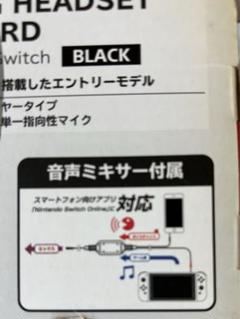 HEADSET
RD
Switch BLACK
搭載したエントリーモデル
ヤータイプ
単一指向性マイク
音声ミキサー付属
スマートフォン向けアプリ
「Nintendo Switch Online」に対応